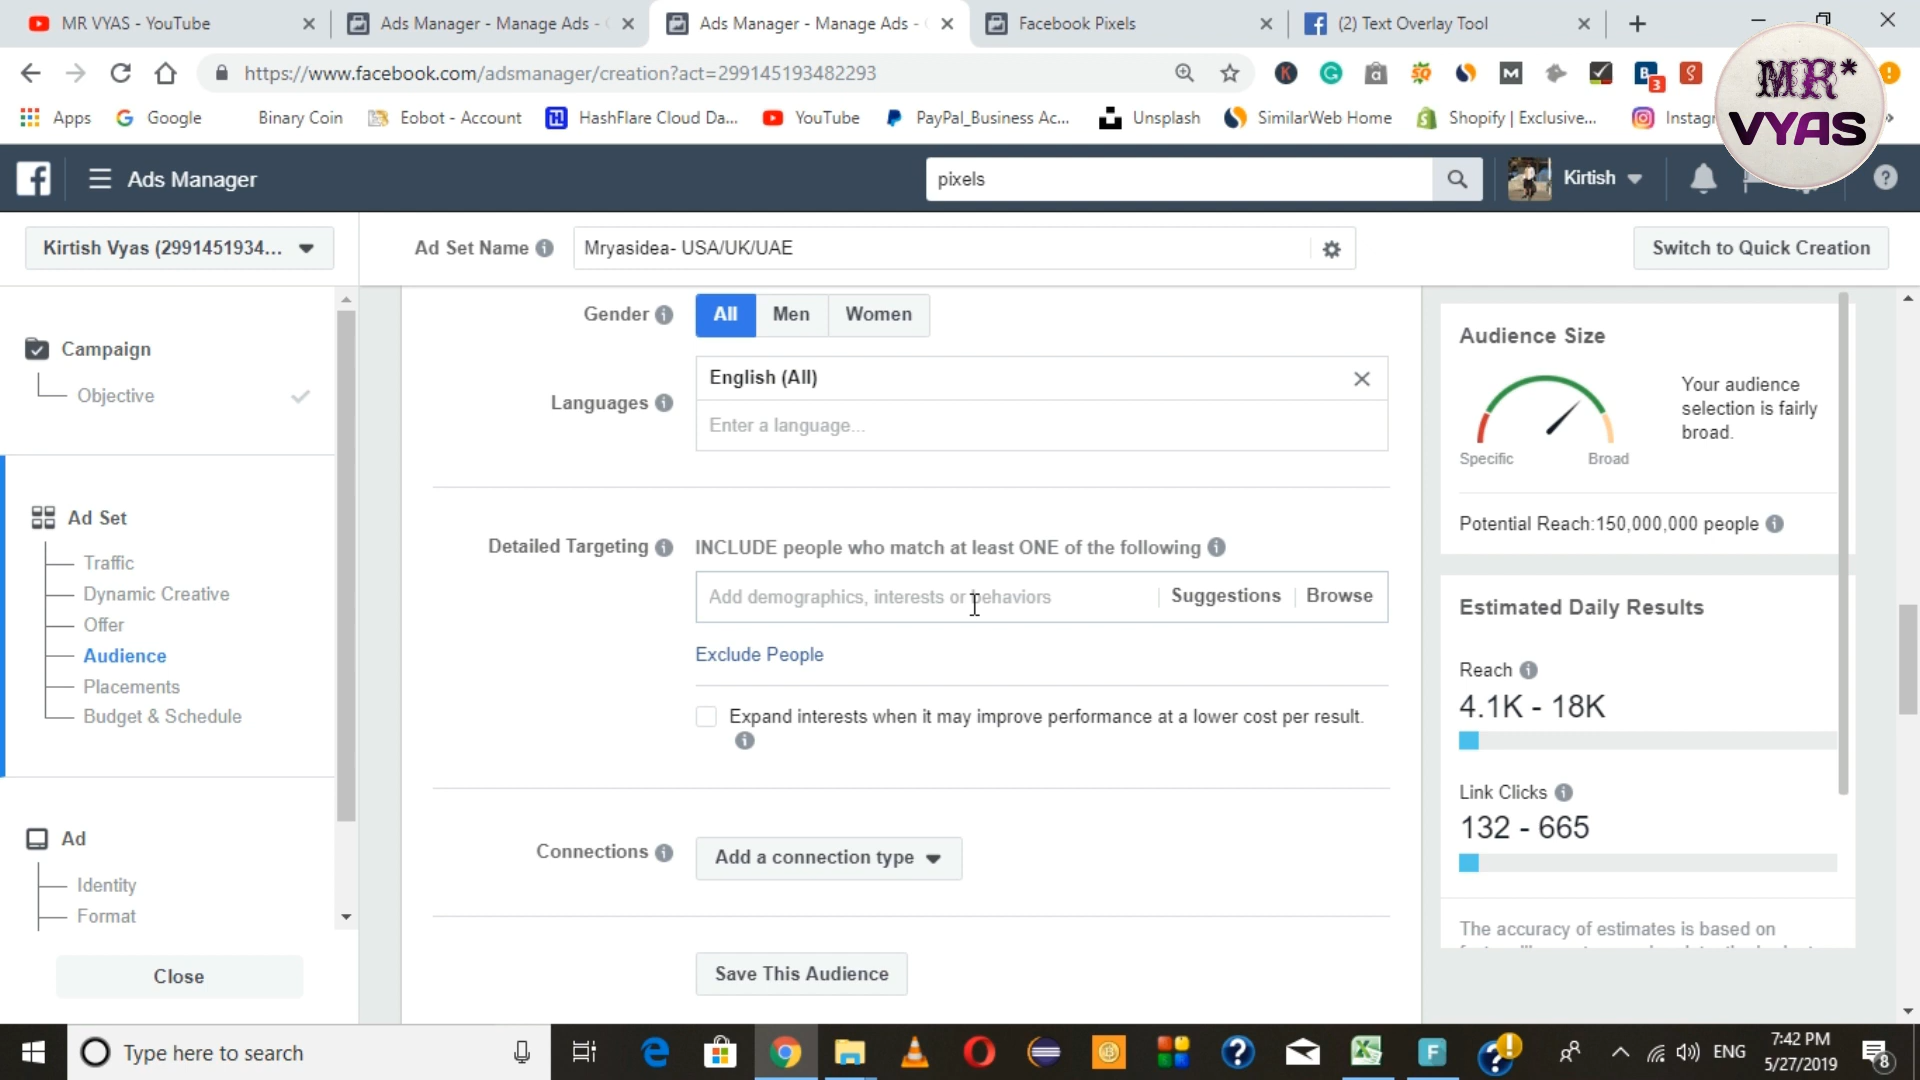 MR VYAS - YouTube
Ads Manager - Manage Ads -
Ads Manager - Manage Ads -
Facebook Pixels
(2) Text Overlay Tool
https://www.facebook.com/adsmanager/creation?act=299145193482293
Apps
Google
Binary Coin
Eobot - Account
HashFlare Cloud Da...
YouTube
PayPal_Business Ac...
Unsplash
SimilarWeb Home
Shopify | Exclusive...
Instag
MR*
VYAS
Ads Manager
pixels
Kirtish
Kirtish Vyas (2991451934...
Ad Set Name
Mryasidea- USA/UK/UAE
Switch to Quick Creation
Campaign
Objective
Ad Set
Traffic
Dynamic Creative
Offer
Audience
Placements
Budget & Schedule
Ad
Identity
Format
Close
Gender
All
Men
Women
Languages
English (All)
Enter a language...
Detailed Targeting
INCLUDE people who match at least ONE of the following
Add demographics, interests or behaviors
Suggestions
Browse
Exclude People
Expand interests when it may improve performance at a lower cost per result.
Connections
Add a connection type
Save This Audience
Audience Size
Your audience
selection is fairly
broad.
Specific
Broad
Potential Reach:150,000,000 people
Estimated Daily Results
Reach
4.1K - 18K
Link Clicks
132 - 665
The accuracy of estimates is based on
Type here to search
ENG
7:42 PM
5/27/2019
8